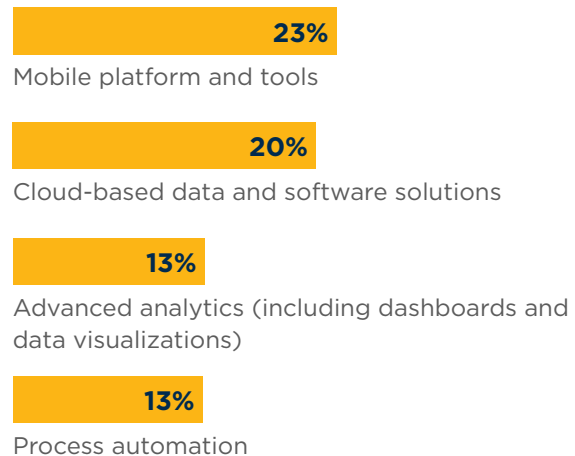 23%
Mobile platform and tools
20%
Cloud-based data and software solutions
13%
Advanced analytics (including dashboards and
data visualizations)
13%
Process automation